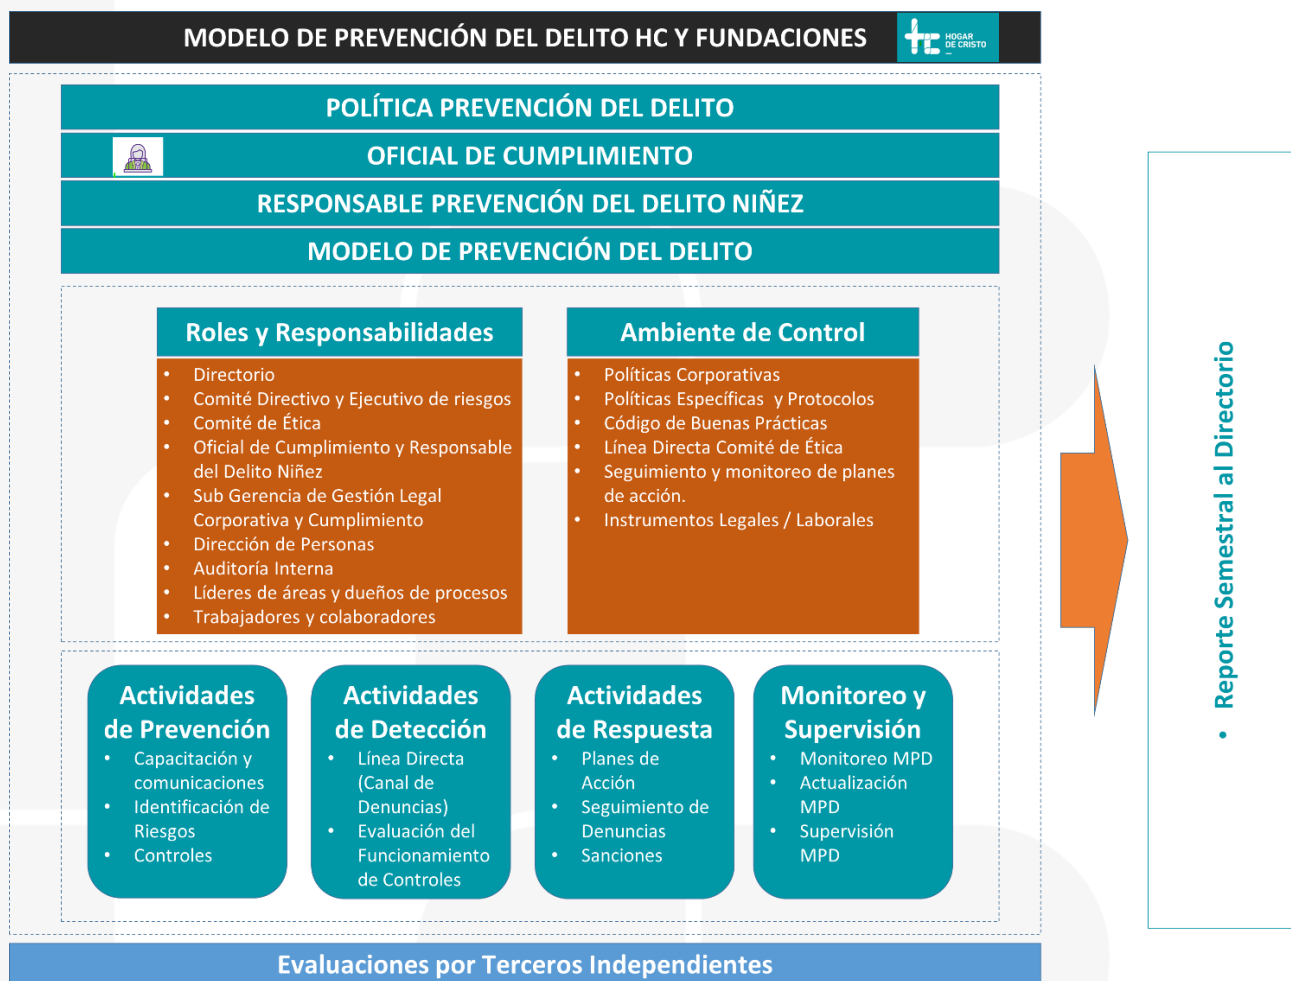 MODELO DE PREVENCIÓN DEL DELITO HC Y FUNDACIONES
HOGAR
DE CRISTO
POLÍTICA PREVENCIÓN DEL DELITO
OFICIAL DE CUMPLIMIENTO
RESPONSABLE PREVENCIÓN DEL DELITO NIÑEZ
MODELO DE PREVENCIÓN DEL DELITO
Roles y Responsabilidades
• Directorio
• Comité Directivo y Ejecutivo de riesgos
• Comité de Ética
• Oficial de Cumplimiento y Responsable
del Delito Niñez
• Sub Gerencia de Gestión Legal
Corporativa y Cumplimiento
• Dirección de Personas
• Auditoría Interna
• Líderes de áreas y dueños de procesos
• Trabajadores y colaboradores
Ambiente de Control
• Políticas Corporativas
• Políticas Específicas y Protocolos
• Código de Buenas Prácticas
• Línea Directa Comité de Ética
• Seguimiento y monitoreo de planes
de acción.
• Instrumentos Legales / Laborales
Actividades
de Prevención
• Capacitación y
comunicaciones
• Identificación de
Riesgos
• Controles
Actividades
de Detección
• Línea Directa
(Canal de
Denuncias)
• Evaluación del
Funcionamiento
de Controles
Actividades
de Respuesta
• Planes de
Acción
• Seguimiento de
Denuncias
• Sanciones
Monitoreo y
Supervisión
• Monitoreo MPD
• Actualización
MPD
• Supervisión
MPD
Evaluaciones por Terceros Independientes
• Reporte Semestral al Directorio